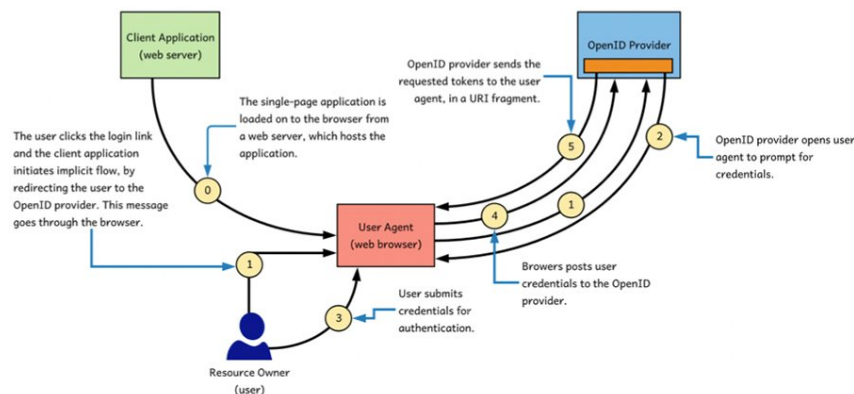 Client Application
(web server)
OpenID Provider
OpenID provider sends the
requested tokens to the user
agent, in a URI fragment.
The single-page application is
loaded on to the browser from
a web server, which hosts the
application.
The user clicks the login link
and the client application
initiates implicit flow, by
redirecting the user to the
OpenID provider. This message
goes through the browser.
0
5
2
OpenID provider opens user
agent to prompt for
credentials.
4
1
User Agent
(web browser)
1
Browers posts user
credentials to the OpenID
provider.
3
User submits
credentials for
authentication.
Resource Owner
(user)